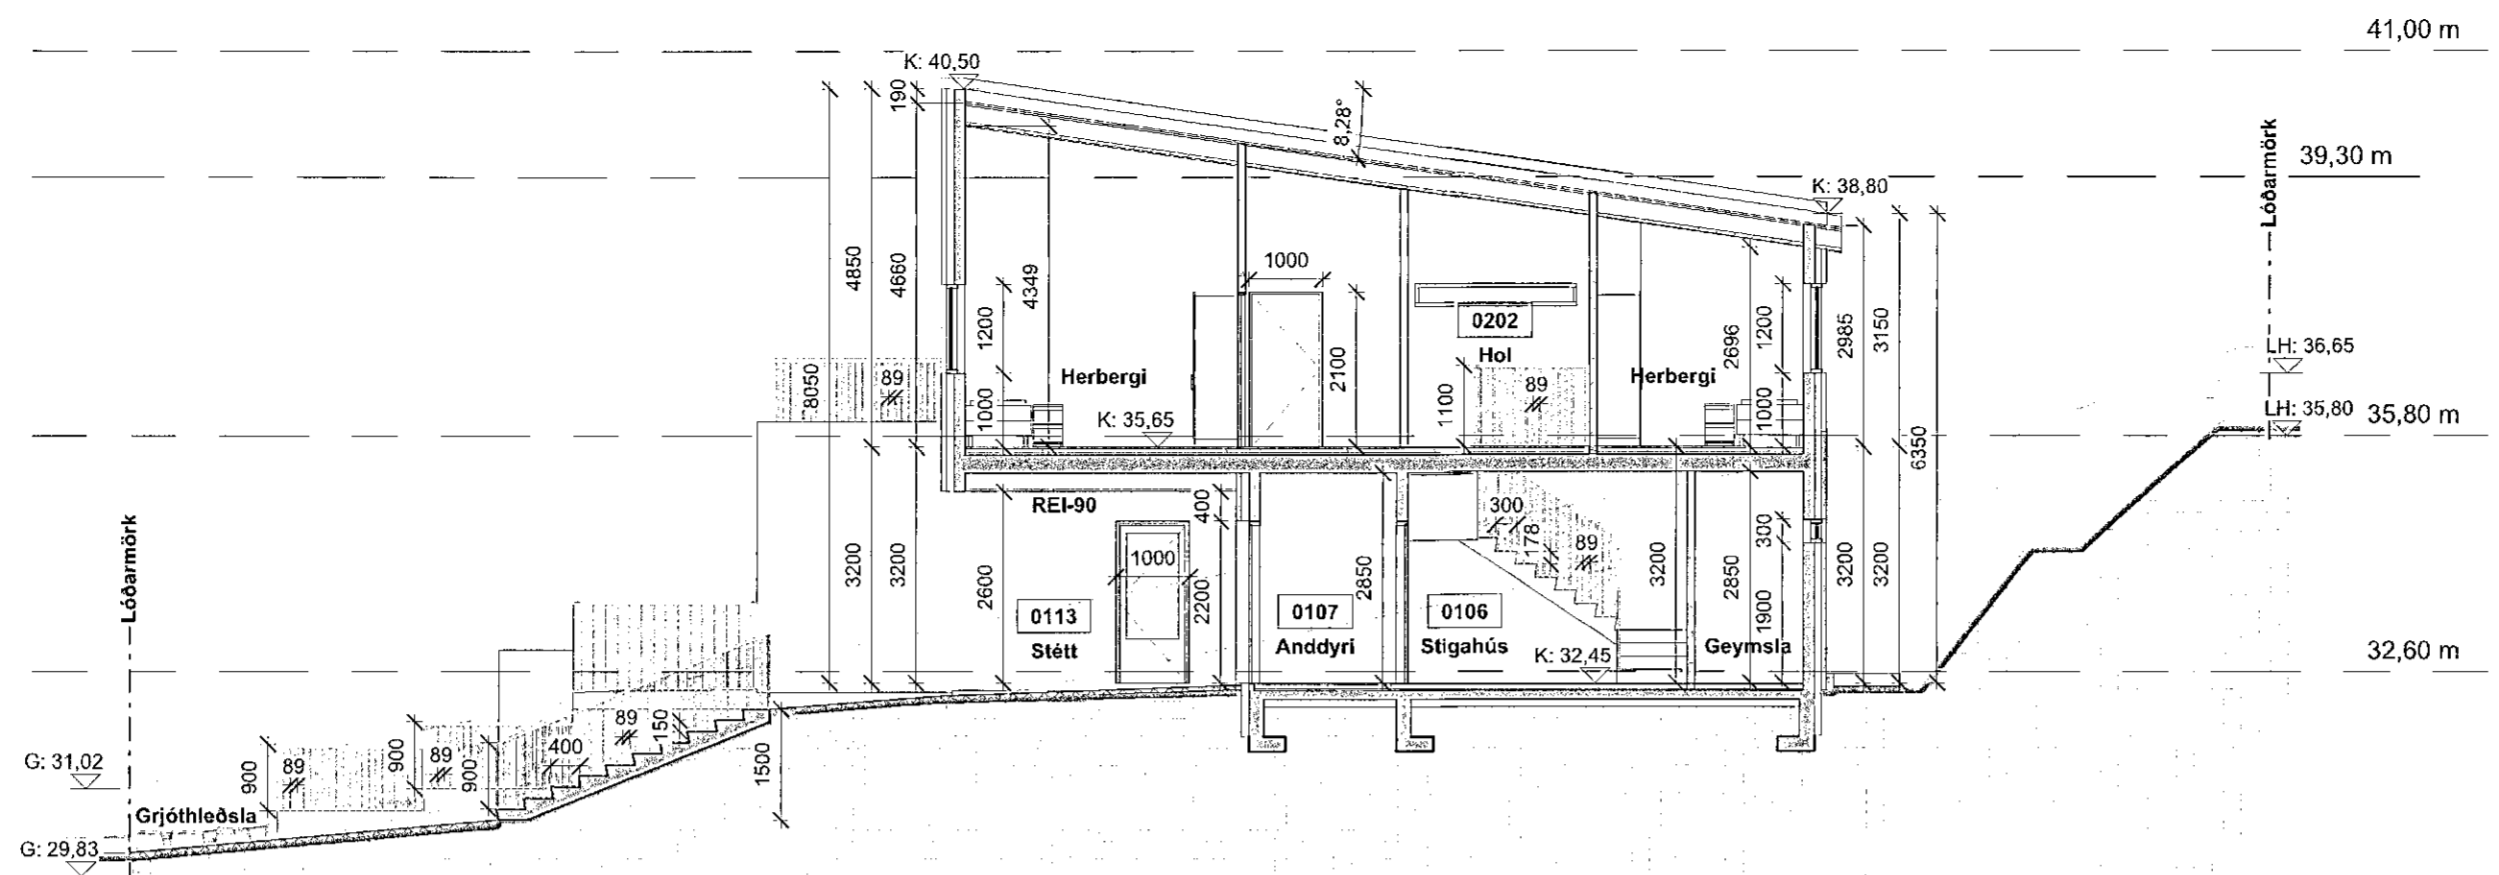 41,00 m
K: 40,50
190
8,28°
Lóðarmörk
39,30 m
K: 38,80
4850
4660
4349
1000
1200
1200
2985
3150
0202
2696
LH: 36,65
Hol
2100
8050
89
Herbergi
1100
89
Herbergi
1000
K: 35,65
1000
LH: 35,80
35,80 m
6350
REI-90
400
300
178
89
300
Lóðarmörk
3200
3200
2600
1000
2850
3200
2850
3200
3200
2200
1900
0113
0107
0106
Stétt
Anddyri
Stigahús
K: 32,45
Geymsla
32,60 m
89
150
400
1500
900
89
900
89
900
G: 31,02
Grjóthleðsla
G: 29,83